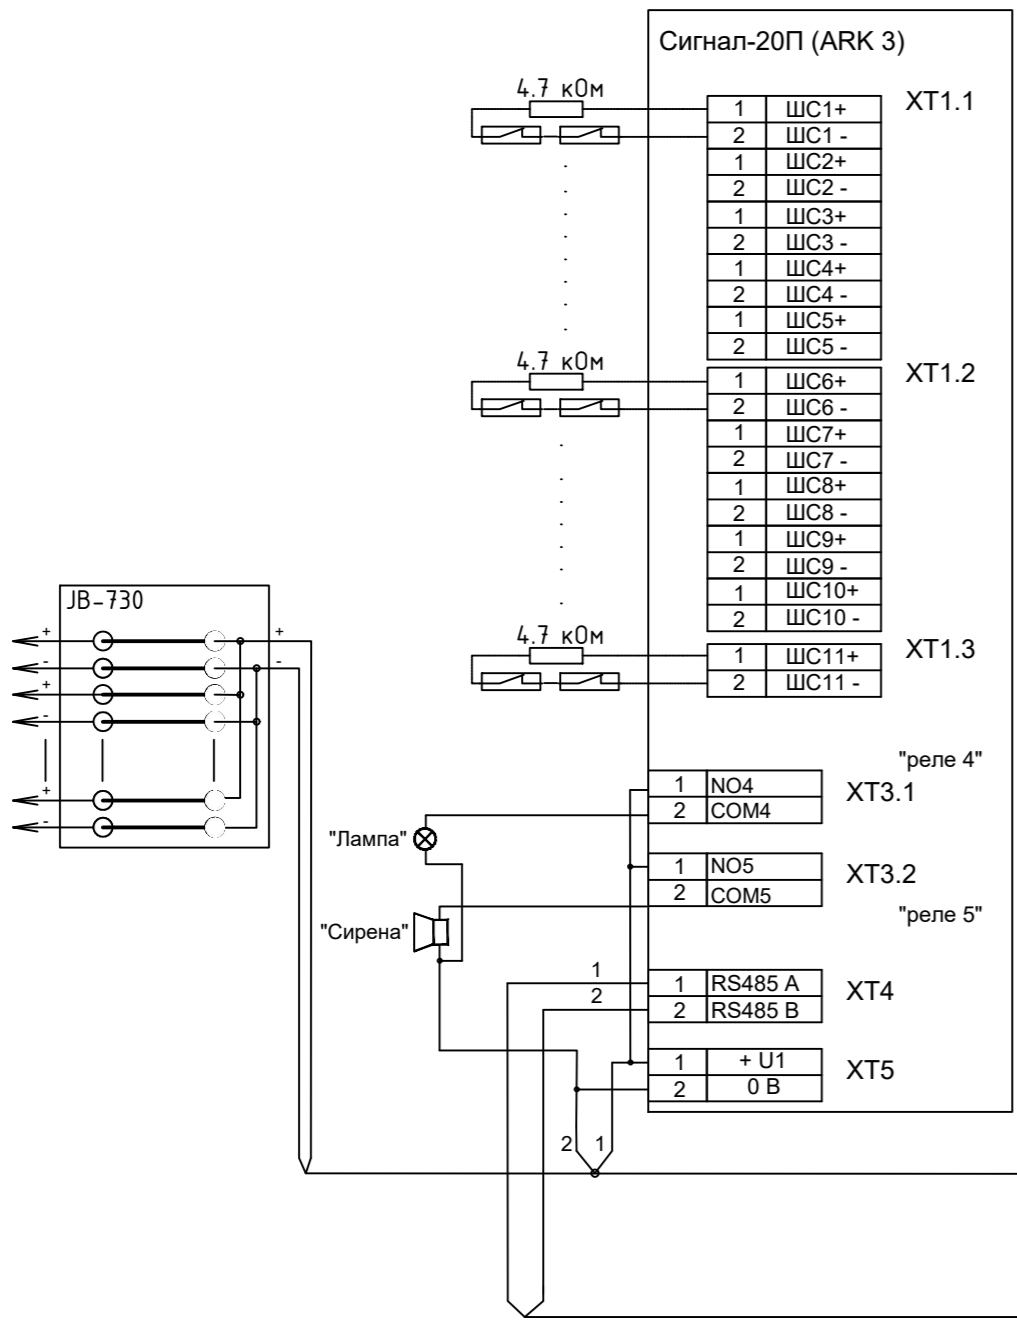 Сигнал-20П (ARK 3)
4.7 кОм
XT1.1
1 ШС1+
2 ШС1 -
1 ШС2+
2 ШС2 -
1 ШС3+
2 ШС3 -
1 ШС4+
2 ШС4 -
1 ШС5+
2 ШС5 -
4.7 кОм
XT1.2
1 ШС6+
2 ШС6 -
1 ШС7+
2 ШС7 -
1 ШС8+
2 ШС8 -
1 ШС9+
2 ШС9 -
1 ШС10+
2 ШС10 -
JB-730
+
-
+
-
+
-
+
-
4.7 кОм
XT1.3
1 ШС11+
2 ШС11 -
"реле 4"
1 NO4
2 COM4
XT3.1
"Лампа"
1 NO5
2 COM5
XT3.2
"реле 5"
"Сирена"
1
2
1 RS485 A
2 RS485 B
XT4
1 + U1
2 0 В
XT5
2 1